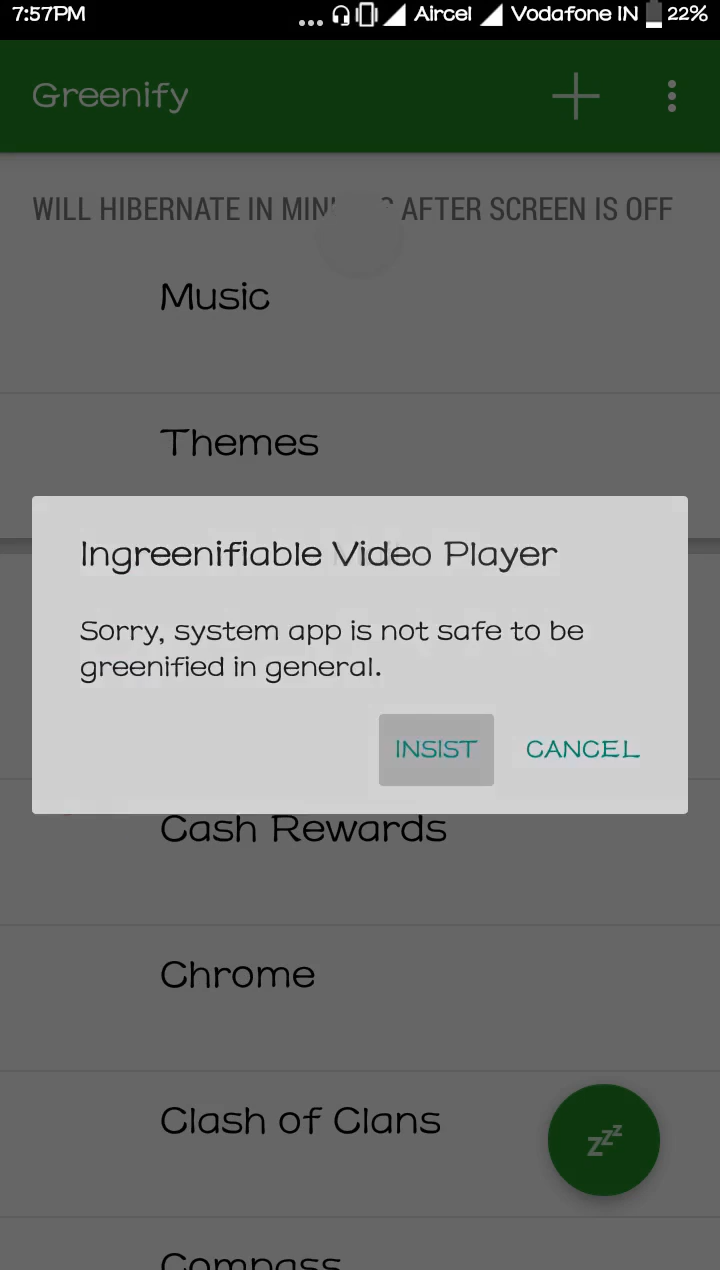 7:57PM ... Aircel Vodafone IN 22%
Greenify
WILL HIBERNATE IN AFTER SCREEN IS OFF
Music
Themes
Ingreenifiable Video Player
Sorry, system app is not safe to be
greenified in general.
INSIST CANCEL
Cash Rewards
Chrome
Clash of Clans
zzz
Compass